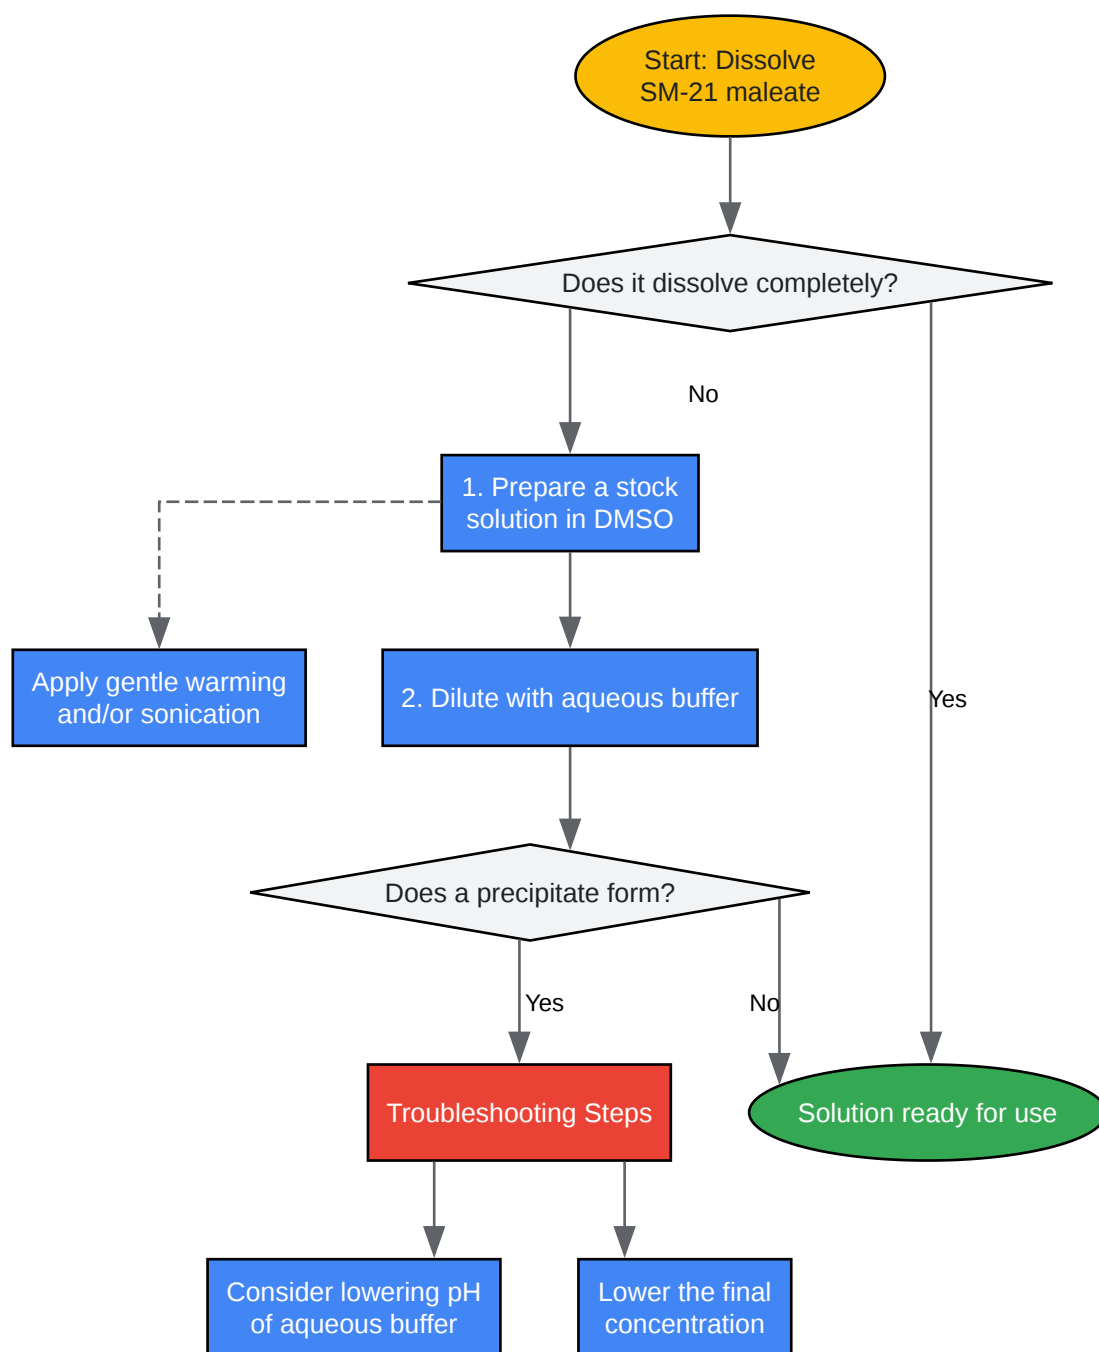 Start: Dissolve
SM-21 maleate
Does it dissolve completely?
No
1. Prepare a stock
solution in DMSO
Apply gentle warming
and/or sonication
2. Dilute with aqueous buffer
Yes
Does a precipitate form?
Yes
No
Troubleshooting Steps
Solution ready for use
Consider lowering pH
of aqueous buffer
Lower the final
concentration